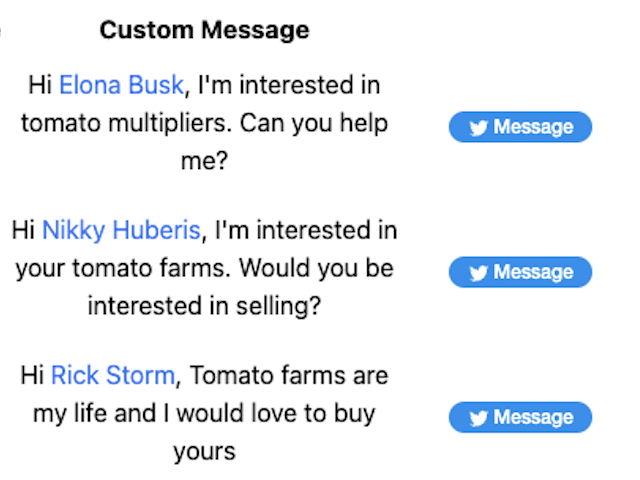 Custom Message
Hi Elona Busk, I'm interested in
tomato multipliers. Can you help
me?
Message
Hi Nikky Huberis, I'm interested in
your tomato farms. Would you be
interested in selling?
Message
Hi Rick Storm, Tomato farms are
my life and I would love to buy
yours
Message